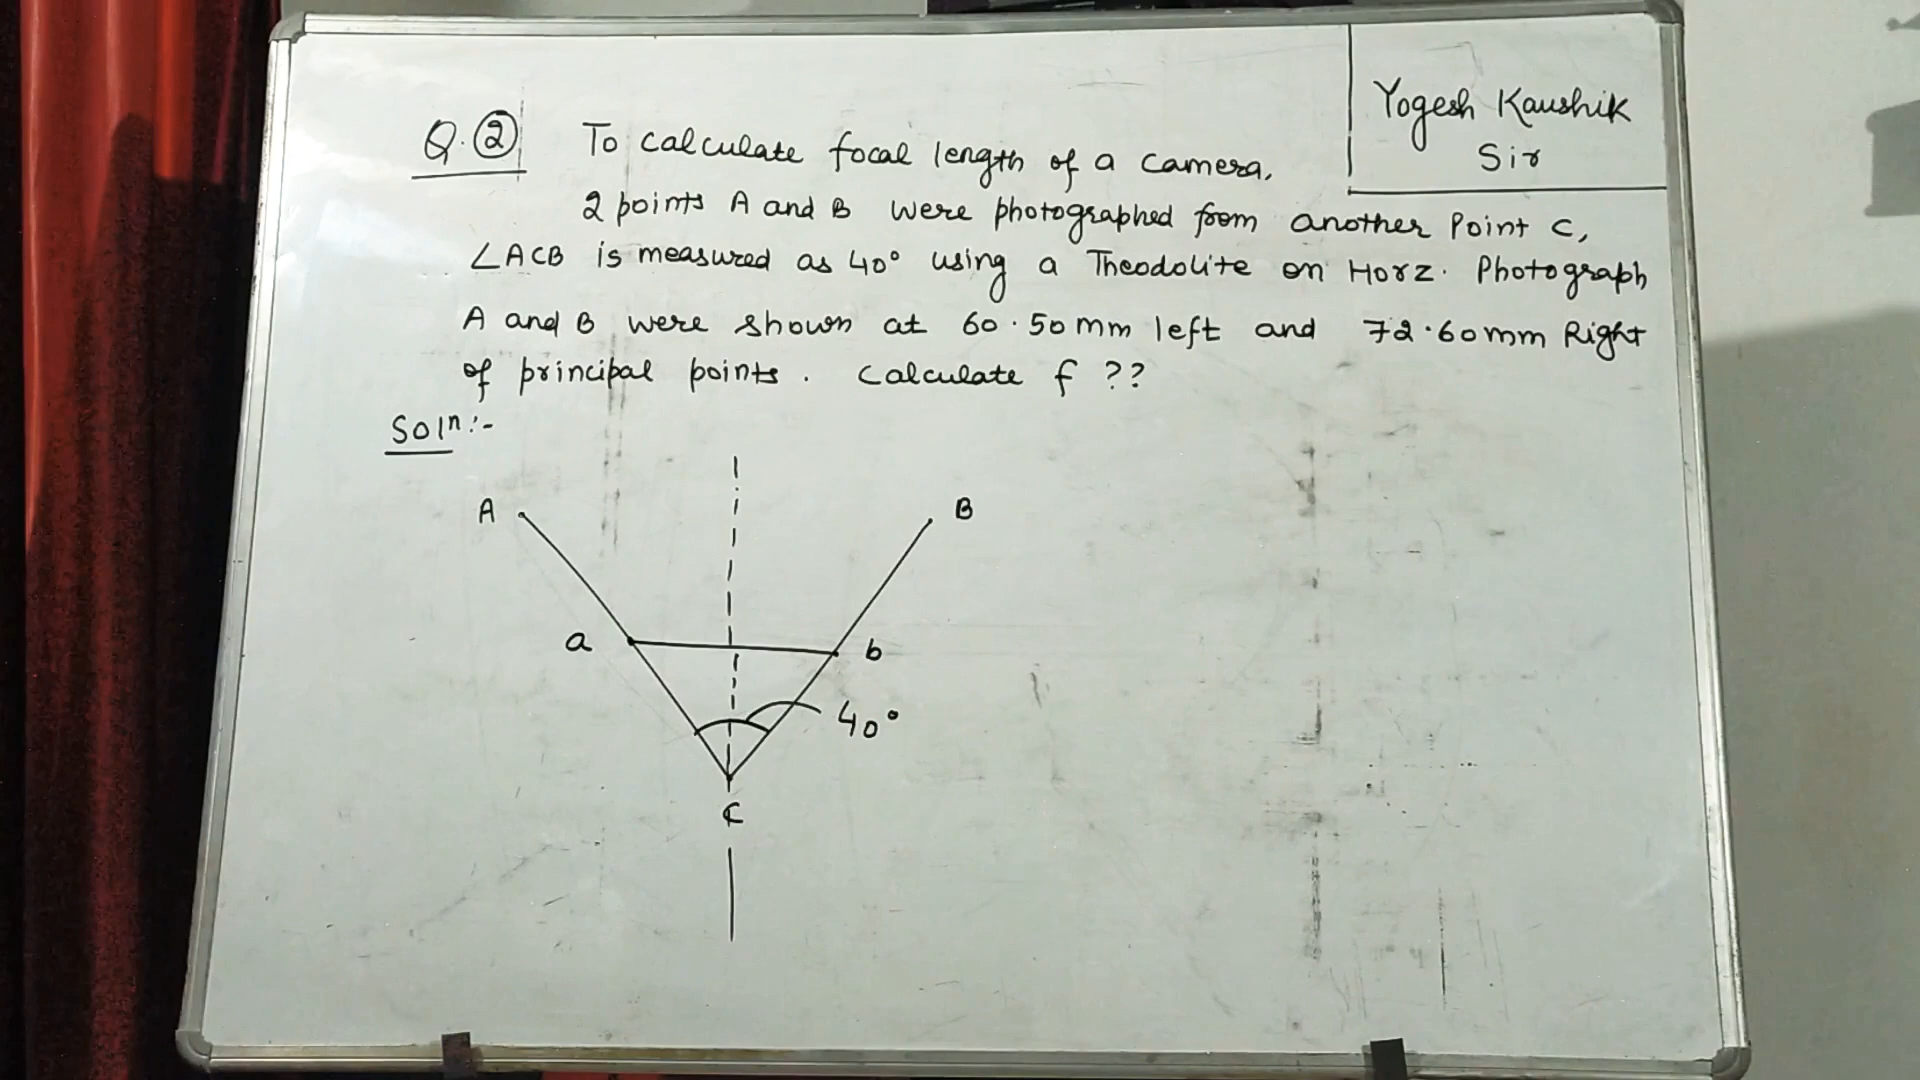 Yogesh Kaushik
Sir
Q.② To calculate focal length of a camera,
2 points A and B were photographed from another Point C,
∠ACB is measured as 40° using a Theodolite on Horz. Photograph
A and B were shown at 60.50mm left and 72.60mm Right
of principal points. Calculate f ??
Solⁿ:-
A
B
a
b
40°
C